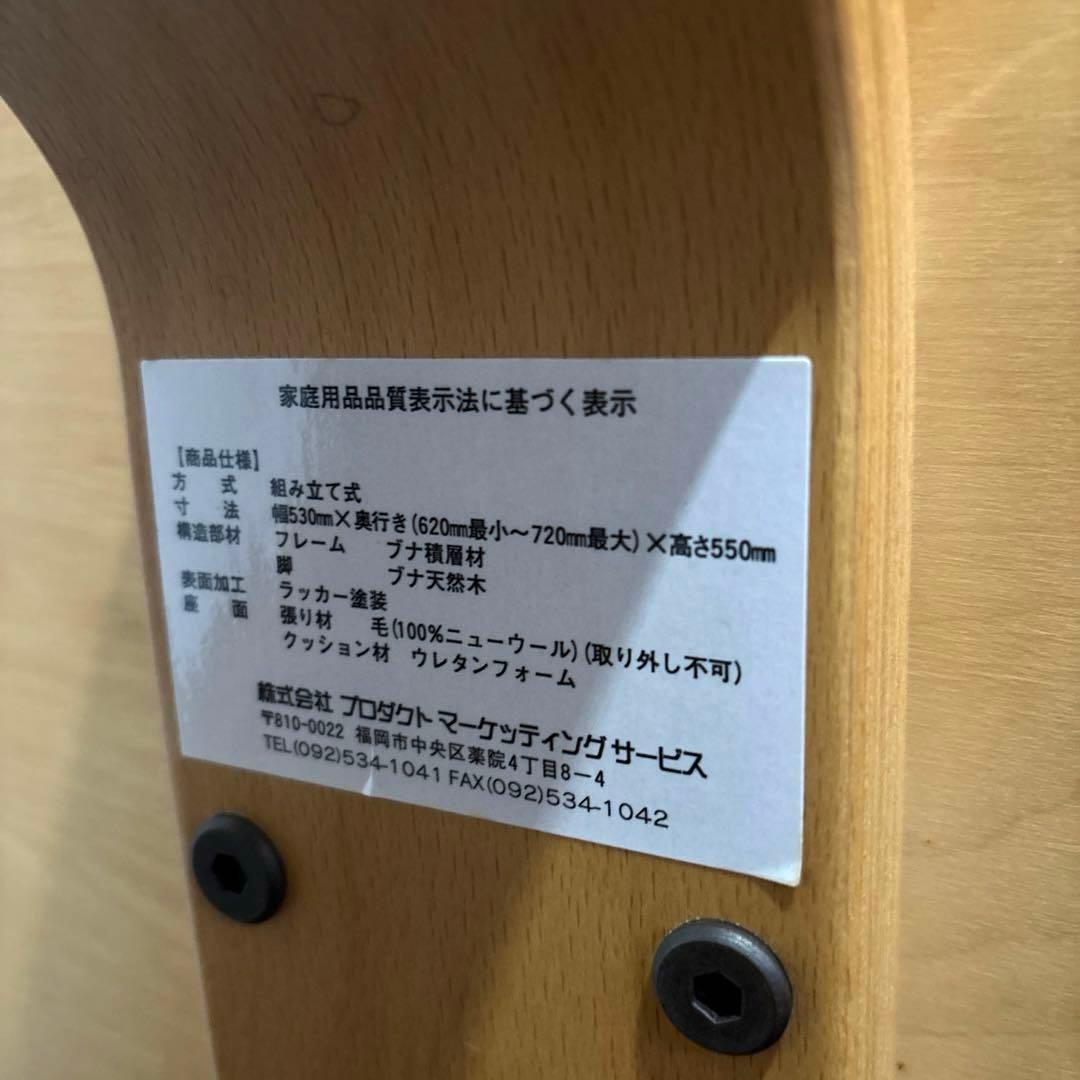 家庭用品品質表示法に基づく表示
【商品仕様】
方　式　組み立て式
寸　法　幅530㎜×奥行き(620㎜最小～720㎜最大)×高さ550㎜
構造部材　フレーム　ブナ積層材
脚　ブナ天然木
表面加工　ラッカー塗装
座　面　張り材　毛(100%ニューウール)(取り外し不可)
クッション材　ウレタンフォーム
株式会社 プロダクト マーケッティング サービス
〒810-0022 福岡市中央区薬院4丁目8－4
TEL(092)534-1041 FAX(092)534-1042